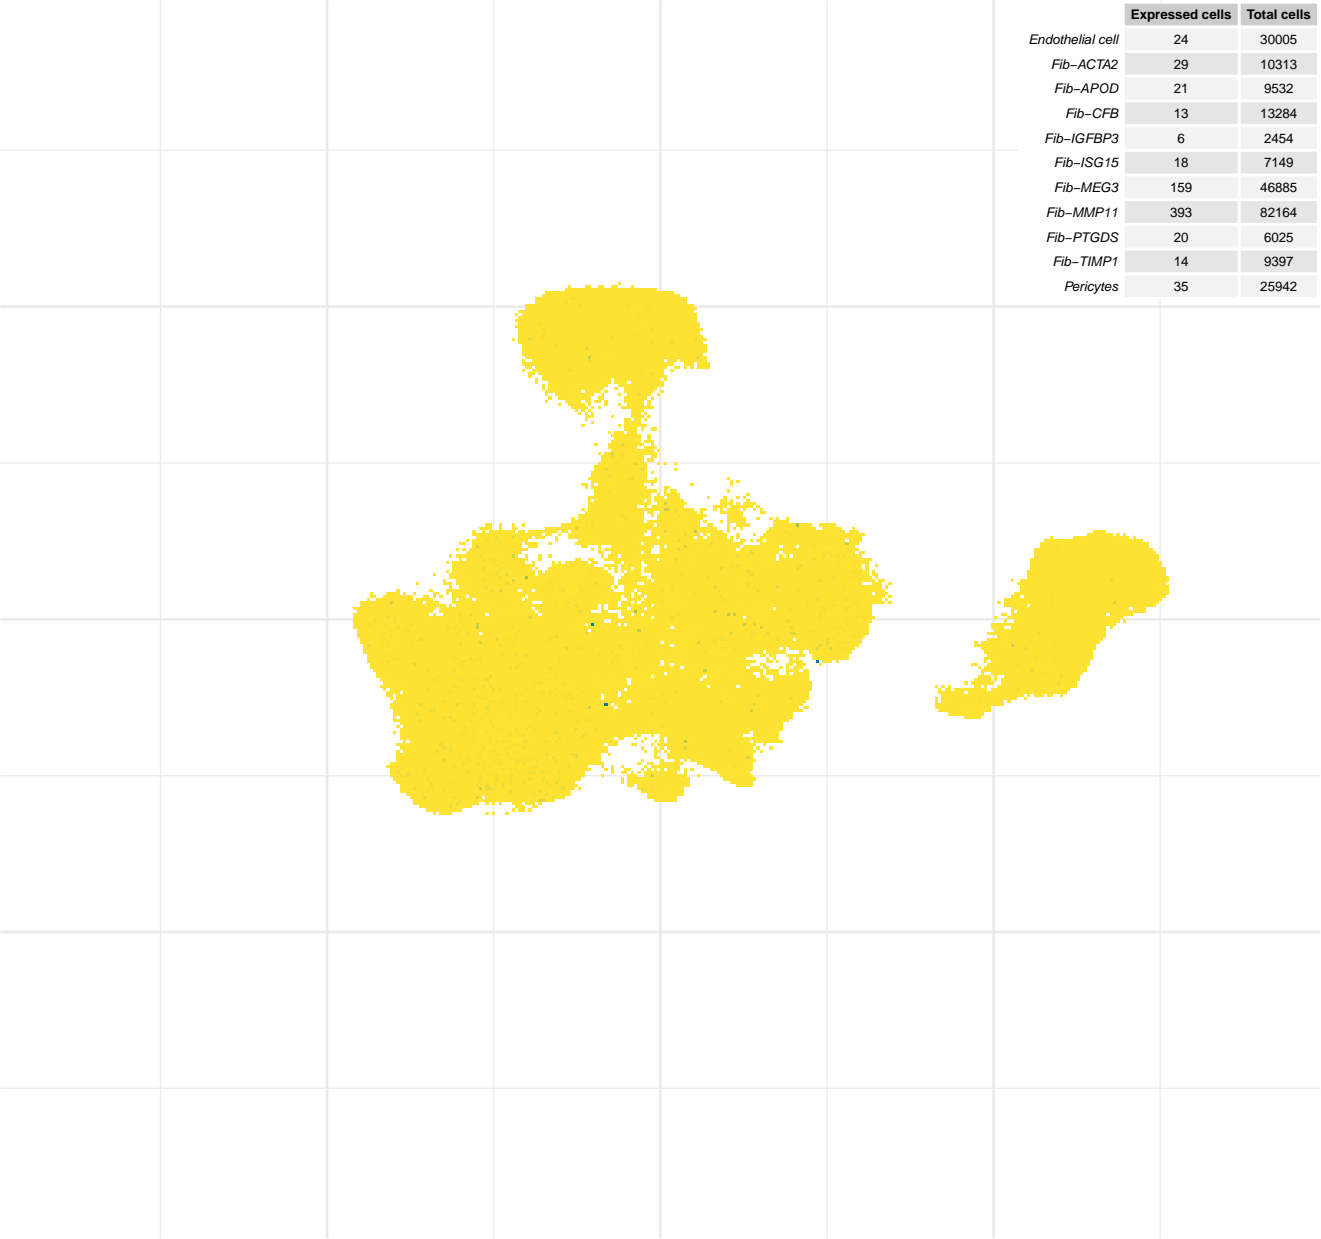 Expressed cells Total cells
Endothelial cell 24 30005
Fib−ACTA2 29 10313
Fib−APOD 21 9532
Fib−CFB 13 13284
Fib−IGFBP3 6 2454
Fib−ISG15 18 7149
Fib−MEG3 159 46885
Fib−MMP11 393 82164
Fib−PTGDS 20 6025
Fib−TIMP1 14 9397
Pericytes 35 25942